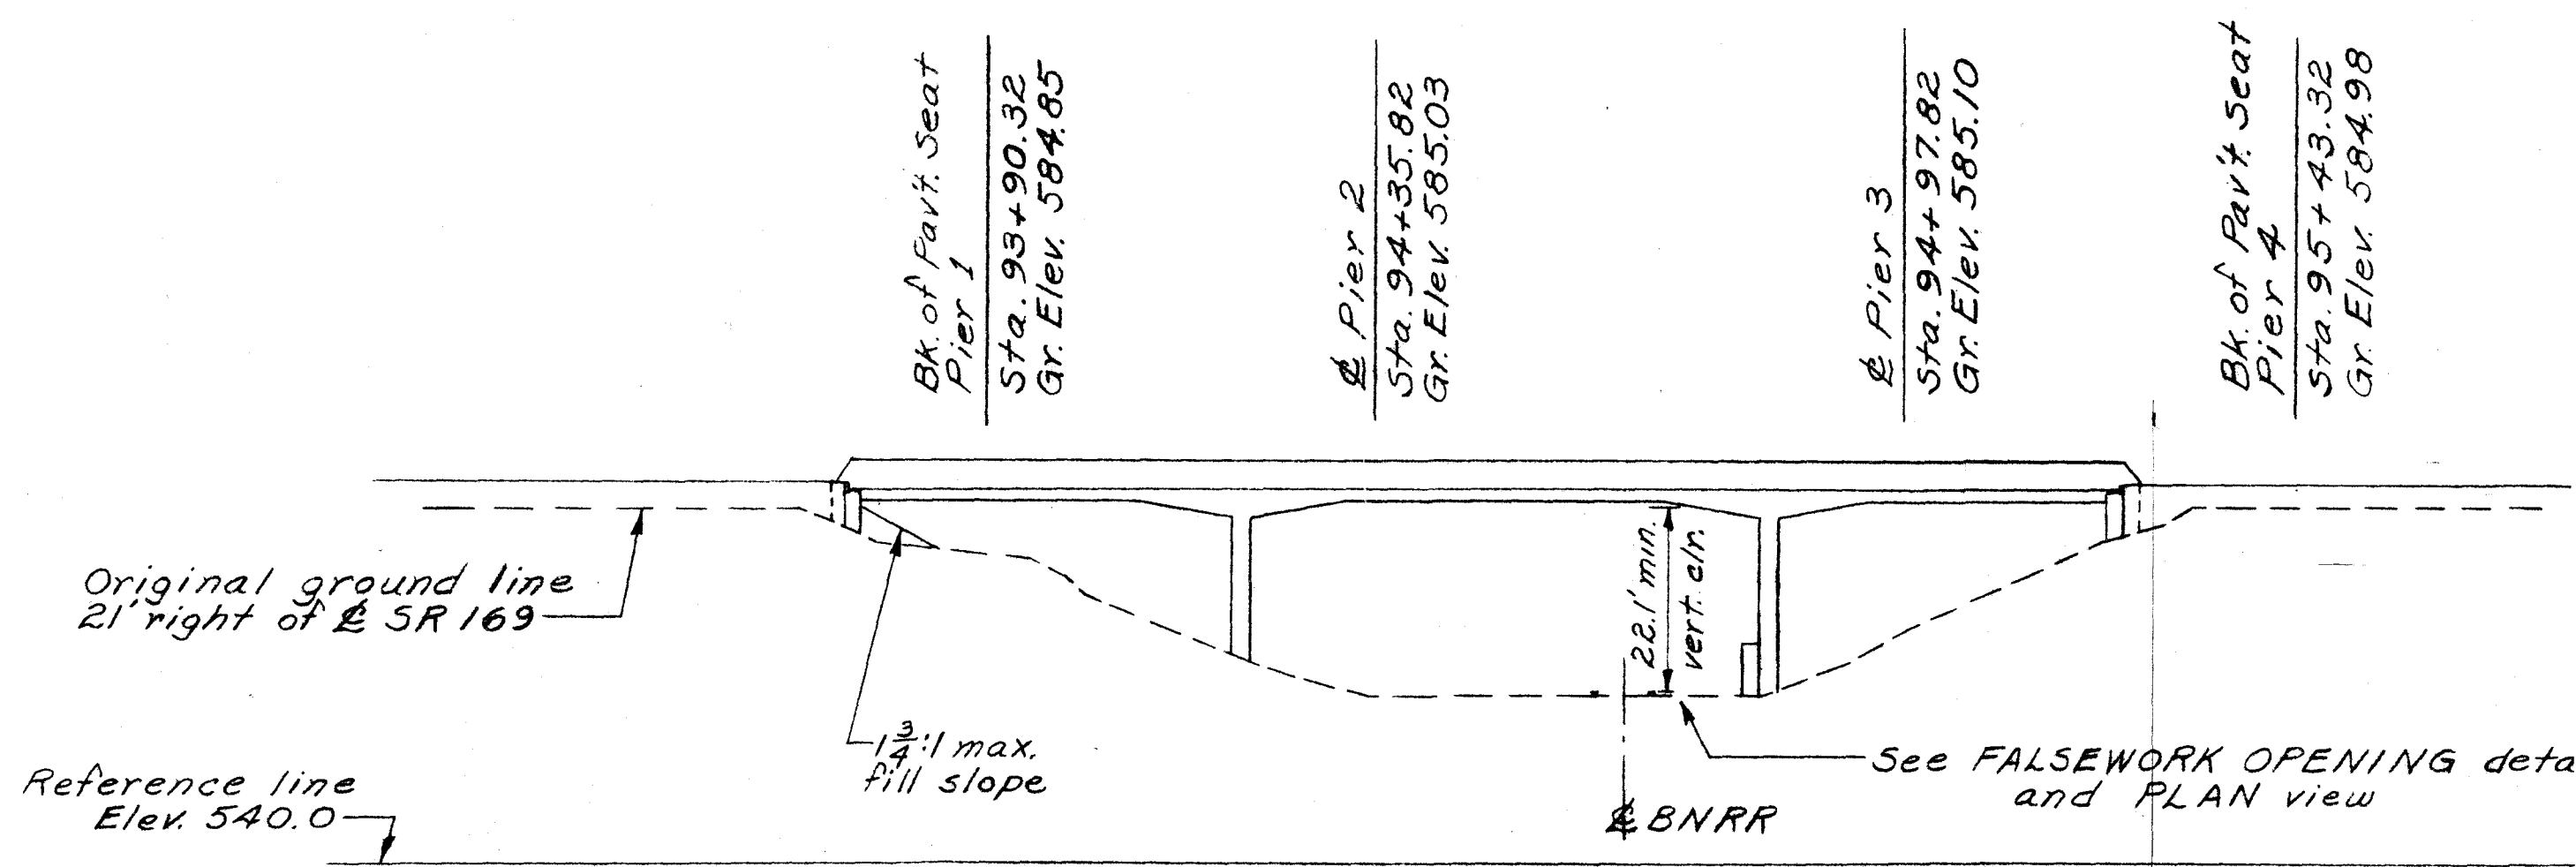 Bk. of Pav't. Seat
Pier 1
Sta. 93+90.32
Gr. Elev. 584.85
℄ Pier 2
Sta. 94+35.82
Gr. Elev. 585.03
℄ Pier 3
Sta. 94+97.82
Gr. Elev. 585.10
Bk. of Pav't. Seat
Pier 4
Sta. 95+43.32
Gr. Elev. 584.98
Original ground line
21' right of ℄ SR 169
22.1' min.
vert. clr.
1 3/4:1 max.
fill slope
See FALSEWORK OPENING deta
and PLAN view
Reference line
Elev. 540.0
℄ BNRR